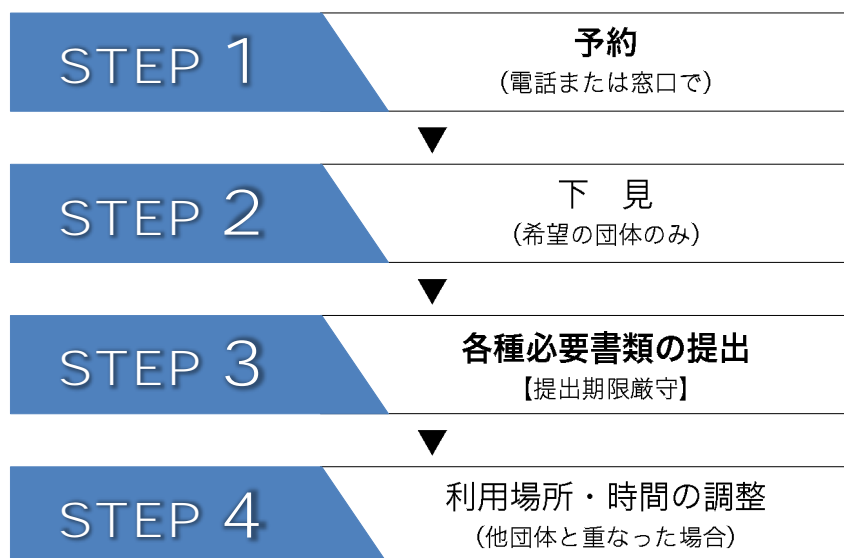 STEP 1
予約
(電話または窓口で)
▼
STEP 2
下　見
(希望の団体のみ)
▼
STEP 3
各種必要書類の提出
【提出期限厳守】
▼
STEP 4
利用場所・時間の調整
(他団体と重なった場合)